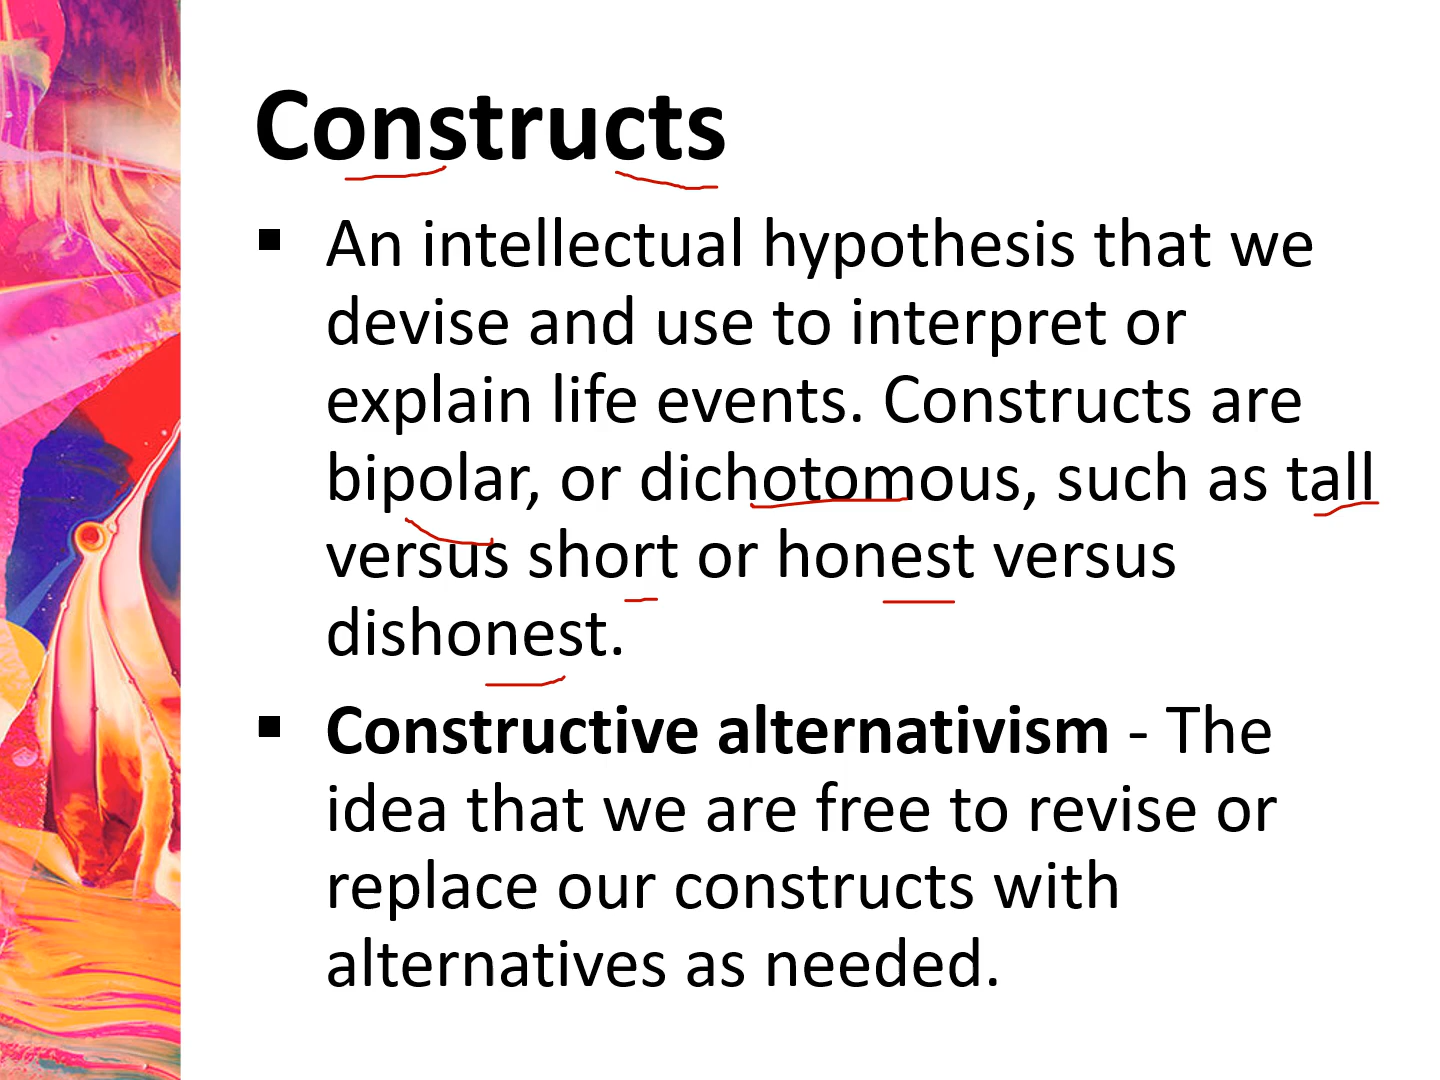 Constructs
▪ An intellectual hypothesis that we
devise and use to interpret or
explain life events. Constructs are
bipolar, or dichotomous, such as tall
versus short or honest versus
dishonest.
▪ Constructive alternativism - The
idea that we are free to revise or
replace our constructs with
alternatives as needed.